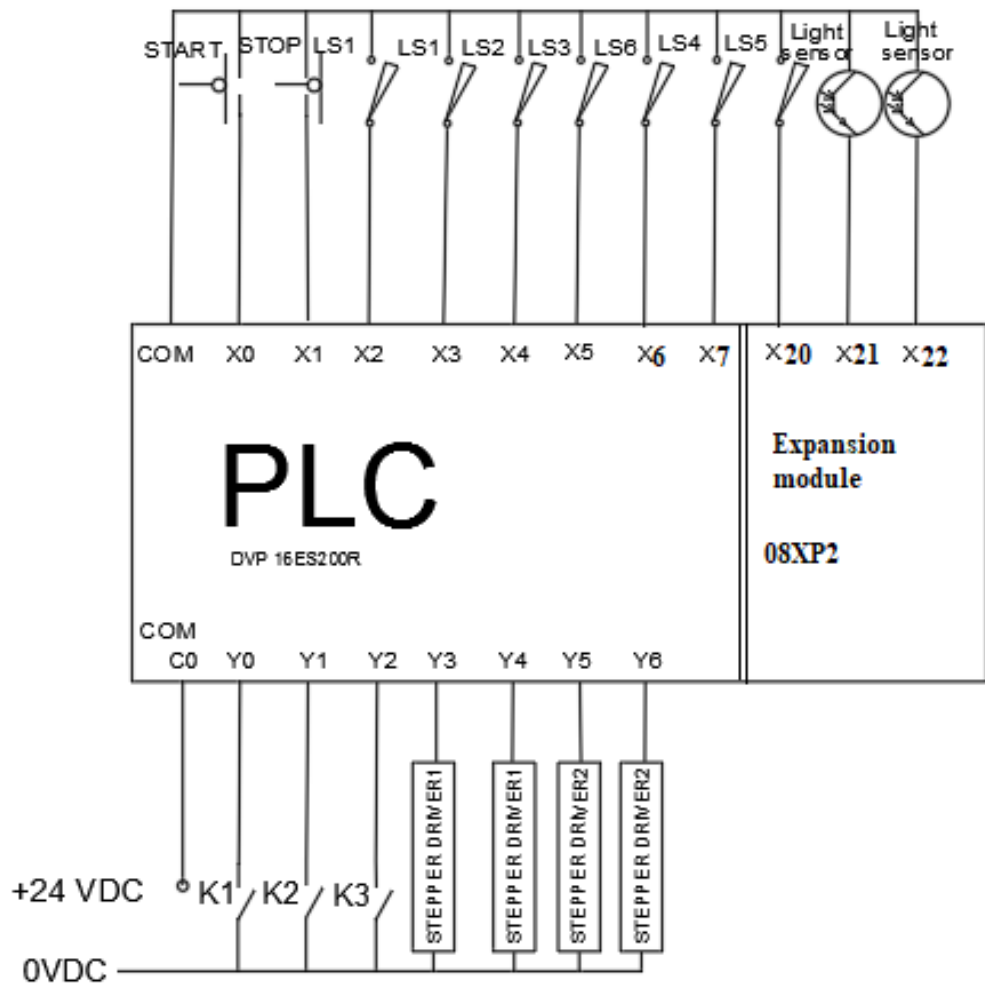 START STOP LS1 LS1 LS2 LS3 LS6 LS4 LS5 Light sensor Light sensor
COM X0 X1 X2 X3 X4 X5 X6 X7 X20 X21 X22
PLC
DVP 16ES200R
Expansion
module
08XP2
COM
C0 Y0 Y1 Y2 Y3 Y4 Y5 Y6
STEPPER DRIVER1
STEPPER DRIVER1
STEPPER DRIVER2
STEPPER DRIVER2
+24 VDC K1 K2 K3
0VDC